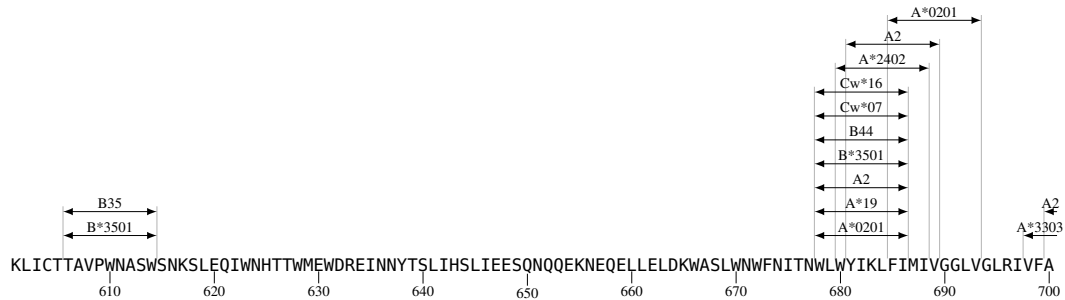 A*0201
A2
A*2402
Cw*16
Cw*07
B44
B*3501
A2
B35 A*19 A2
B*3501 A*0201 A*3303
KLICTTAVPWNASWSNKSLEQIWNHTTWMEWDREINNYTSLIHSLIEESQNQQEKNEQELLELDKWASLWNWFNITNWLWYIKLFIMIVGGLVGLRIVFA
610 620 630 640 650 660 670 680 690 700